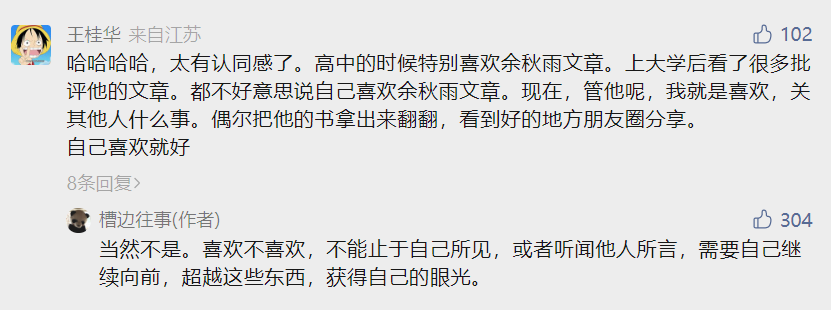 王桂华 来自江苏 102
哈哈哈哈，太有认同感了。高中的时候特别喜欢余秋雨文章。上大学后看了很多批
评他的文章。都不好意思说自己喜欢余秋雨文章。现在，管他呢，我就是喜欢，关
其他人什么事。偶尔把他的书拿出来翻翻，看到好的地方朋友圈分享。
自己喜欢就好
8条回复>
槽边往事(作者) 304
当然不是。喜欢不喜欢，不能止于自己所见，或者听闻他人所言，需要自己继
续向前，超越这些东西，获得自己的眼光。